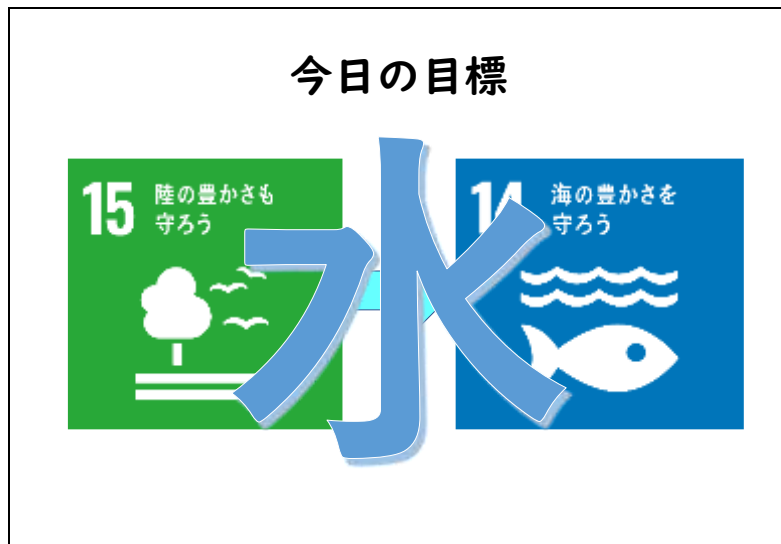 今日の目標
15 陸の豊かさも
守ろう
水
14 海の豊かさを
守ろう